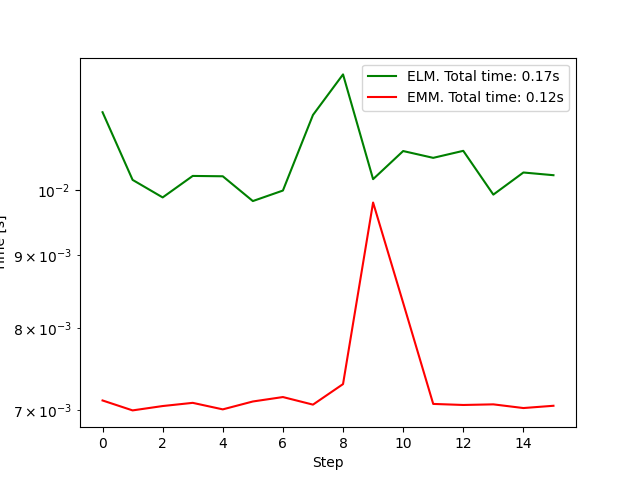 ELM. Total time: 0.17s
EMM. Total time: 0.12s
10⁻²
9 × 10⁻³
8 × 10⁻³
7 × 10⁻³
0 2 4 6 8 10 12 14
Step